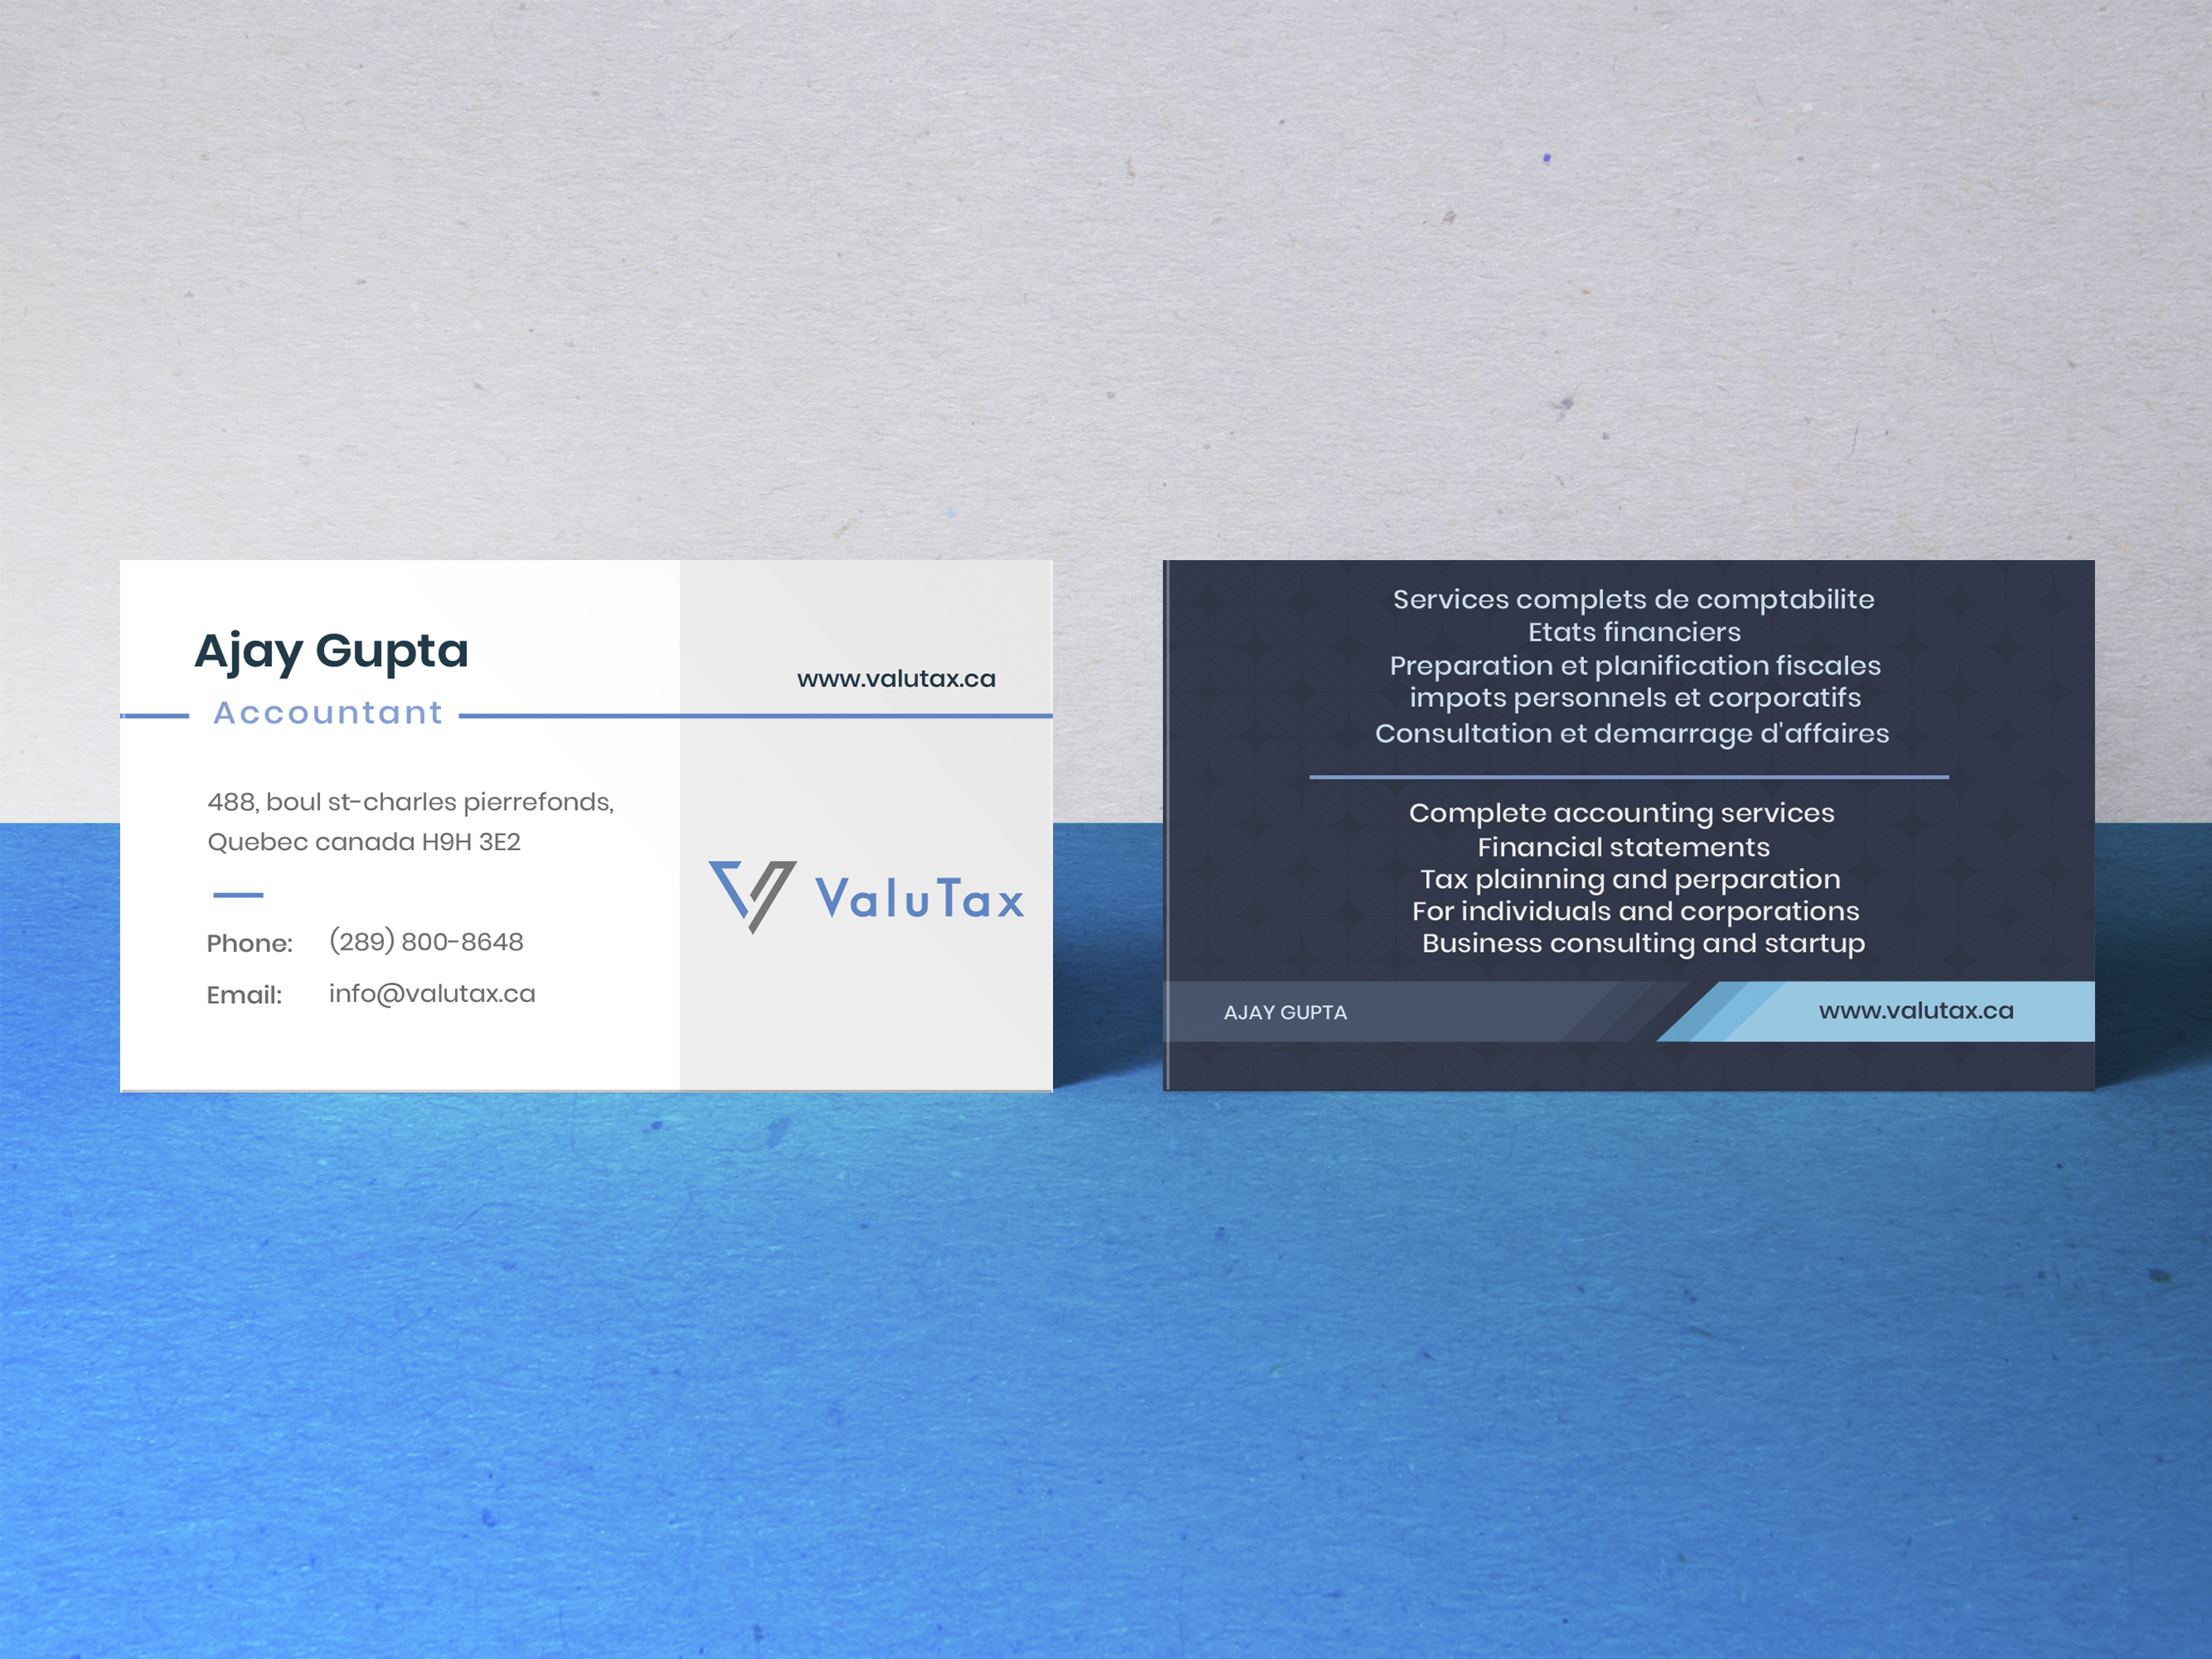 Ajay Gupta
Accountant
www.valutax.ca
488, boul st-charles pierrefonds,
Quebec canada H9H 3E2
Phone: (289) 800-8648
Email: info@valutax.ca
ValuTax
Services complets de comptabilite
Etats financiers
Preparation et planification fiscales
impots personnels et corporatifs
Consultation et demarrage d'affaires
Complete accounting services
Financial statements
Tax plainning and perparation
For individuals and corporations
Business consulting and startup
AJAY GUPTA
www.valutax.ca